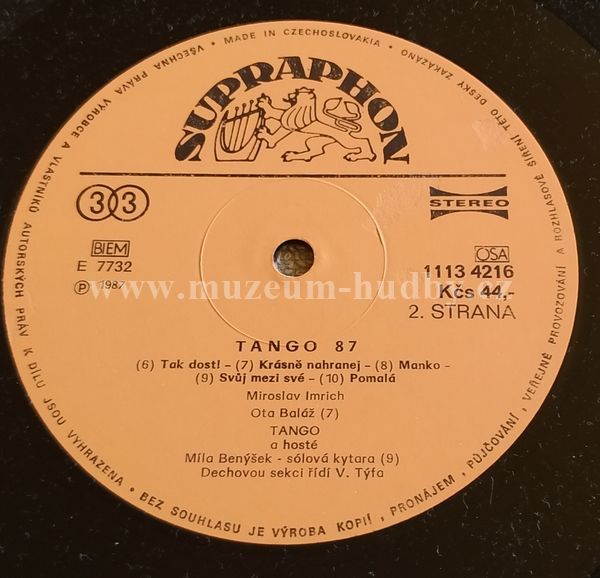 VŠECHNA PRÁVA VÝROBCE A VLASTNÍKŮ AUTORSKÝCH PRÁV K DÍLU JSOU VYHRAZENA • BEZ SOUHLASU JE VÝROBA KOPIÍ, PRONÁJEM, PŮJČOVÁNÍ, VEŘEJNÉ PROVOZOVÁNÍ A ROZHLASOVÉ ŠÍŘENÍ TÉTO DESKY ZAKÁZÁNO • MADE IN CZECHOSLOVAKIA •
SUPRAPHON
33
STEREO
BIEM
OSA
E 7732
1113 4216
Ⓟ 1987
Kčs 44,-
www.muzeum-hudby.cz
2. STRANA
TANGO 87
(6) Tak dost! – (7) Krásně nahranej – (8) Manko –
(9) Svůj mezi své – (10) Pomalá
Miroslav Imrich
Ota Baláž (7)
TANGO
a hosté
Míla Benýšek - sólová kytara (9)
Dechovou sekci řídí V. Týfa